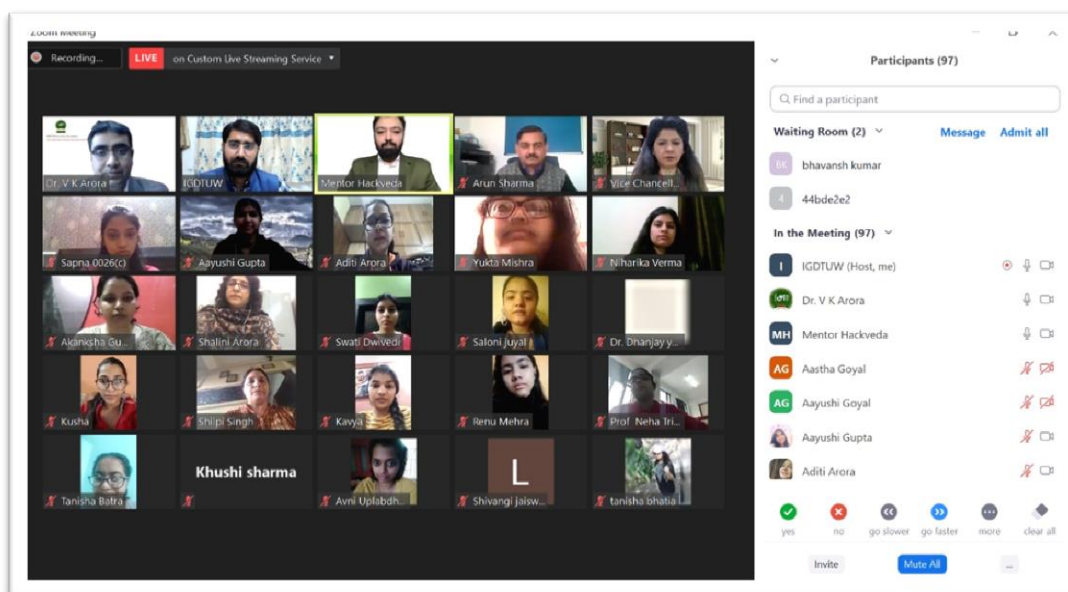 Zoom Meeting
Recording...
LIVE on Custom Live Streaming Service
Dr. V K Arora
IGDTUW
Mentor Hackveda
Arun Sharma
Vice Chancell...
Sapna 0026(c)
Aayushi Gupta
Aditi Arora
Yukta Mishra
Niharika Verma
Akanksha Gu...
Shalini Arora
Swati Dwivedi
Saloni juyal
Dr. Dhanjay y...
Kusha
Shilpi Singh
Kavya
Renu Mehra
Prof Neha Tri...
Tanisha Batra
Khushi sharma
Avni Uplabdh...
L
Shivangi jaisw...
tanisha bhatia
Participants (97)
Find a participant
Waiting Room (2) Message Admit all
BK bhavansh kumar
4 44bde2e2
In the Meeting (97)
I IGDTUW (Host, me)
Dr. V K Arora
MH Mentor Hackveda
AG Aastha Goyal
AG Aayushi Goyal
Aayushi Gupta
Aditi Arora
yes no go slower go faster more clear all
Invite Mute All ...